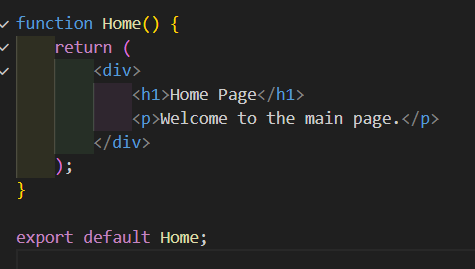 function Home() {
    return (
        <div>
            <h1>Home Page</h1>
            <p>Welcome to the main page.</p>
        </div>
    );
}

export default Home;